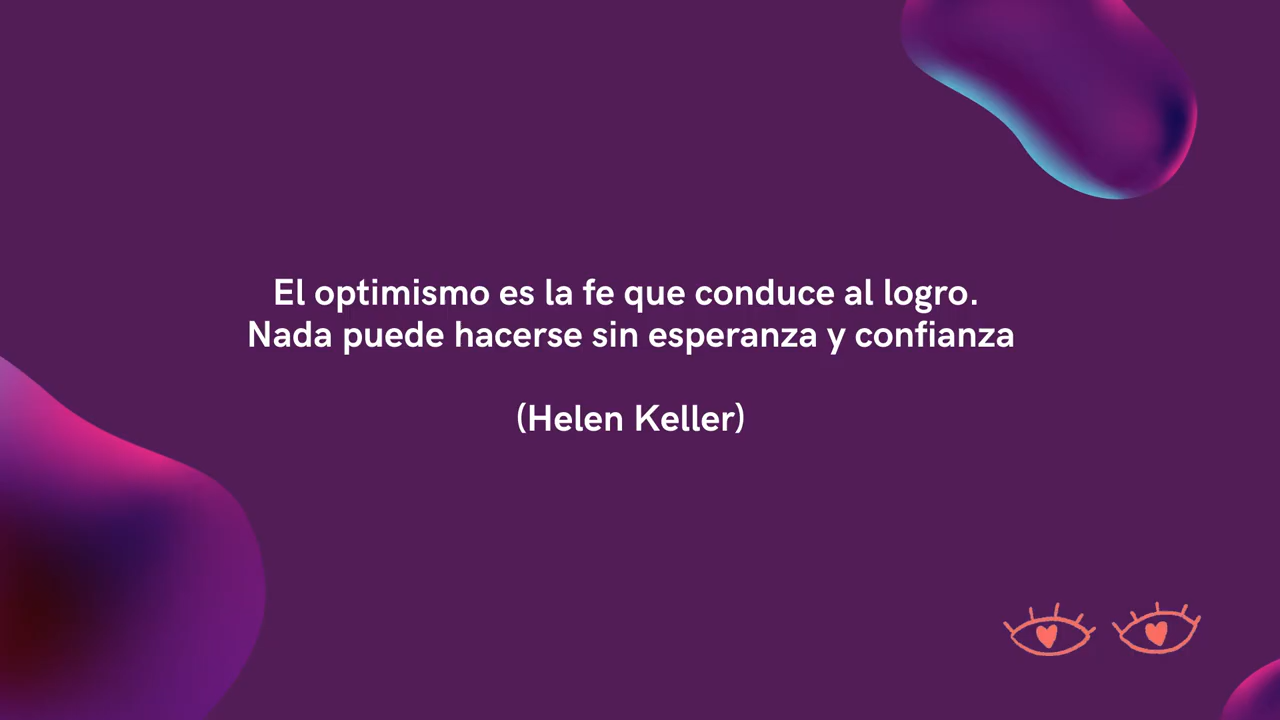 El optimismo es la fe que conduce al logro.
Nada puede hacerse sin esperanza y confianza
(Helen Keller)